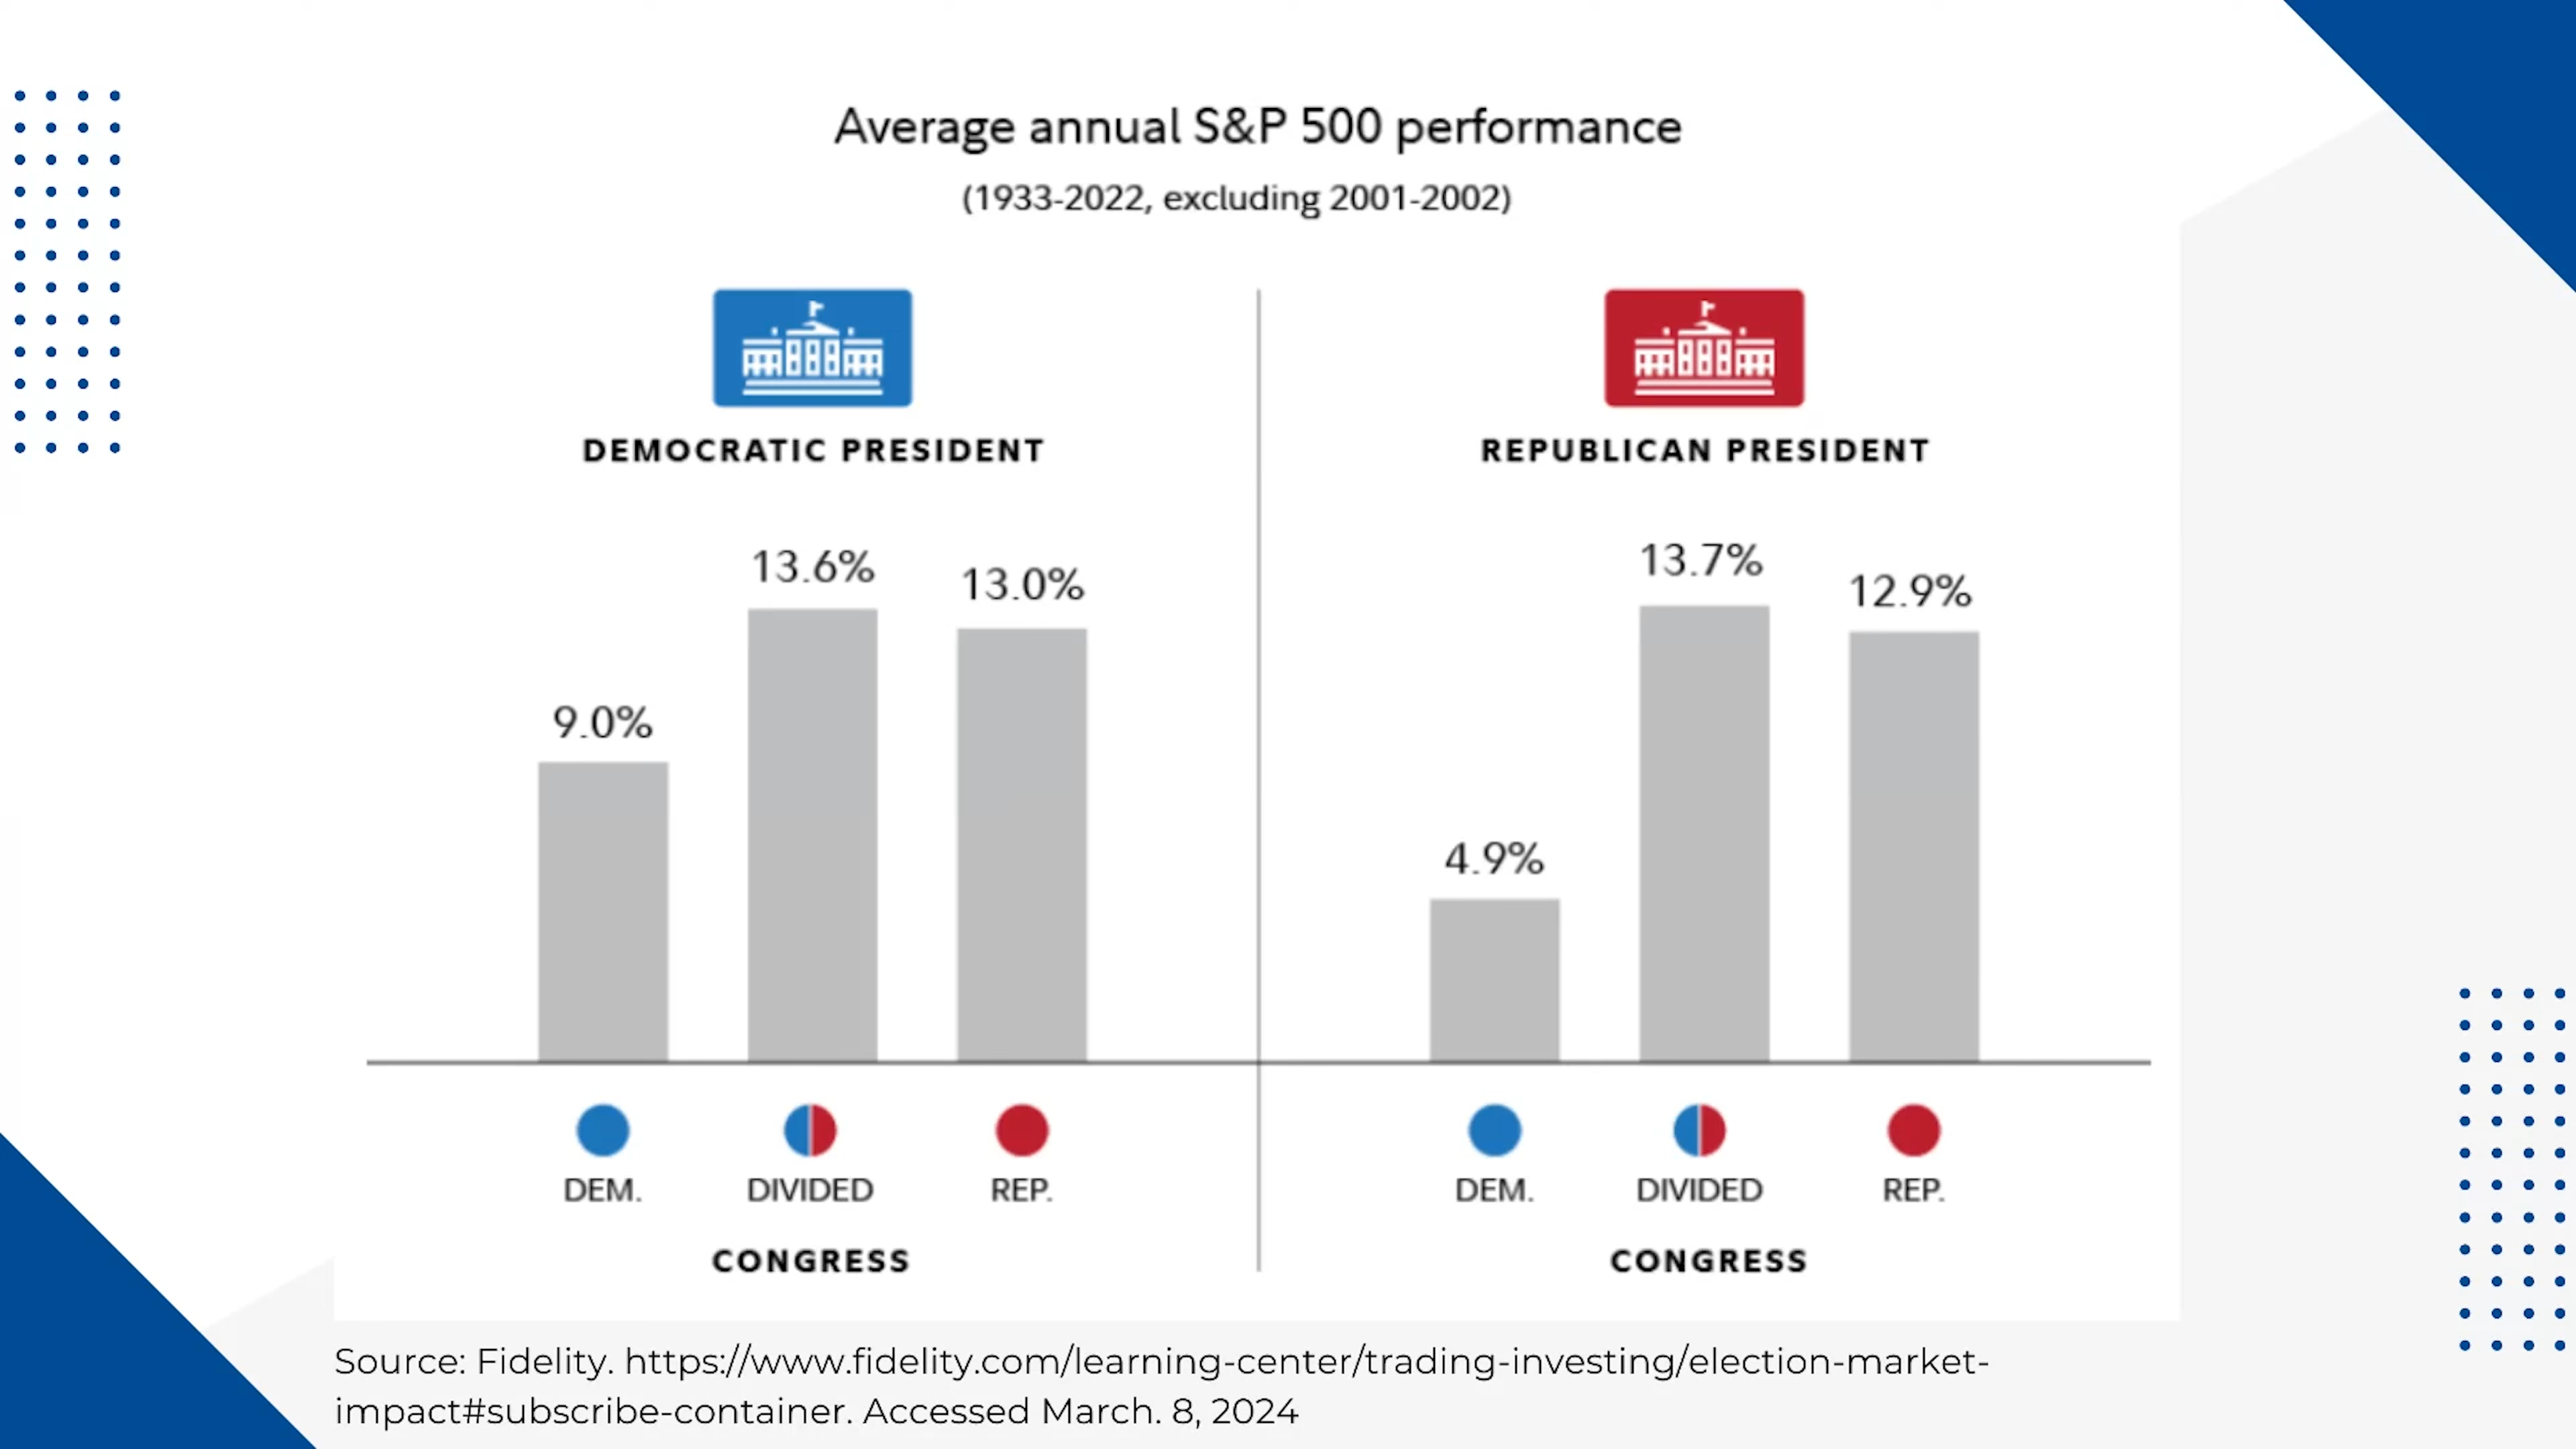 Average annual S&P 500 performance
(1933-2022, excluding 2001-2002)
DEMOCRATIC PRESIDENT
9.0%
13.6%
13.0%
DEM.
DIVIDED
REP.
CONGRESS
REPUBLICAN PRESIDENT
4.9%
13.7%
12.9%
DEM.
DIVIDED
REP.
CONGRESS
Source: Fidelity. https://www.fidelity.com/learning-center/trading-investing/election-market-
impact#subscribe-container. Accessed March. 8, 2024